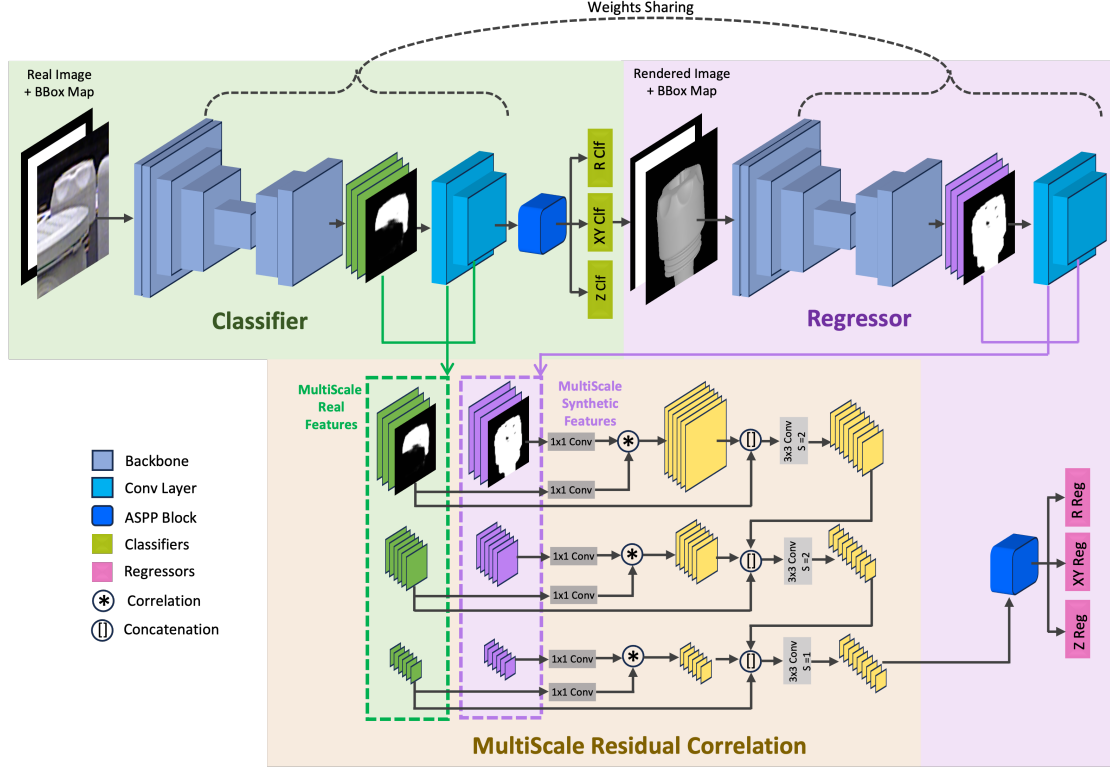 Weights Sharing
Real Image
+ BBox Map
Rendered Image
+ BBox Map
R Clf
XY Clf
Z Clf
Classifier
Regressor
MultiScale
Real
Features
MultiScale
Synthetic
Features
1x1 Conv
*
[]
3x3 Conv
S =2
1x1 Conv
1x1 Conv
*
[]
3x3 Conv
S =2
1x1 Conv
1x1 Conv
*
[]
3x3 Conv
S =1
1x1 Conv
Backbone
Conv Layer
ASPP Block
Classifiers
Regressors
* Correlation
[] Concatenation
R Reg
XY Reg
Z Reg
MultiScale Residual Correlation